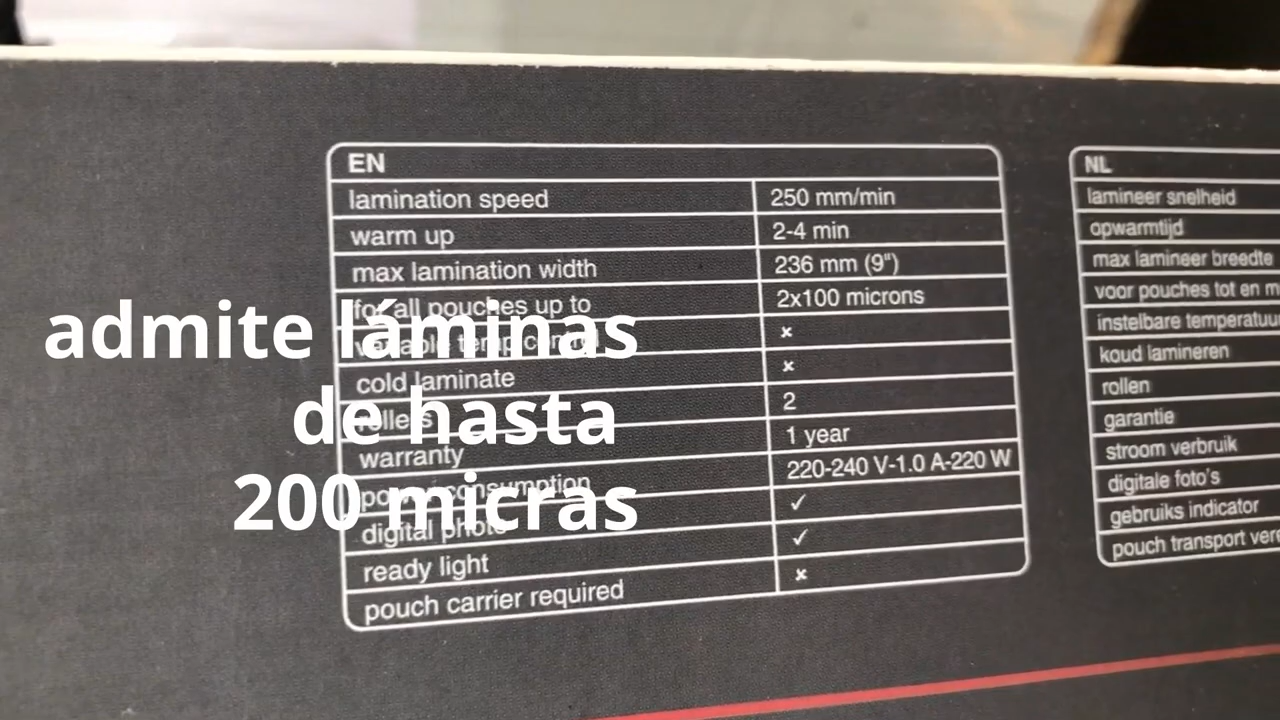 EN
lamination speed 250 mm/min
warm up 2-4 min
max lamination width 236 mm (9")
for all pouches up to 2x100 microns
variable temp control ×
cold laminate ×
rollers 2
warranty 1 year
power consumption 220-240 V-1.0 A-220 W
digital photo ✓
ready light ✓
pouch carrier required ×
admite láminas
de hasta
200 micras
NL
lamineer snelheid
opwarmtijd
max lamineer breedte
voor pouches tot en
instelbare
koud lamineren
rollen
garantie
stroom verbruik
digitale foto's
gebruiks indicator
pouch transport